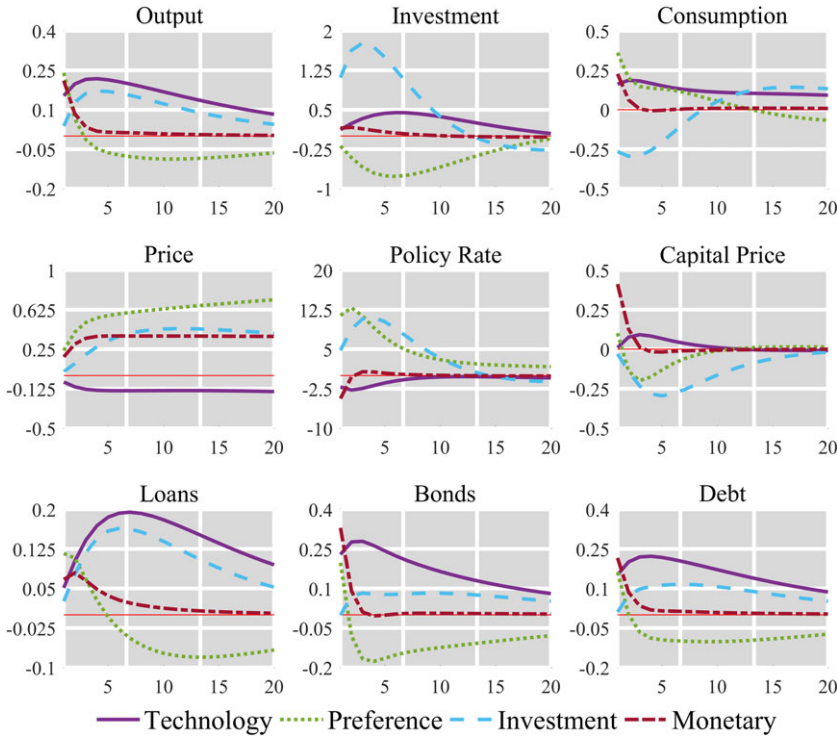 Output Investment Consumption
0.4 2 0.5
0.25 1.25 0.25
0.1 0.5 0
-0.05 -0.25 -0.25
-0.2 -1 -0.5
5 10 15 20 5 10 15 20 5 10 15 20
Price Policy Rate Capital Price
1 20 0.5
0.625 12.5 0.25
0.25 5 0
-0.125 -2.5 -0.25
-0.5 -10 -0.5
5 10 15 20 5 10 15 20 5 10 15 20
Loans Bonds Debt
0.2 0.4 0.4
0.125 0.25 0.25
0.05 0.1 0.1
-0.025 -0.05 -0.05
-0.1 -0.2 -0.2
5 10 15 20 5 10 15 20 5 10 15 20
Technology Preference Investment Monetary